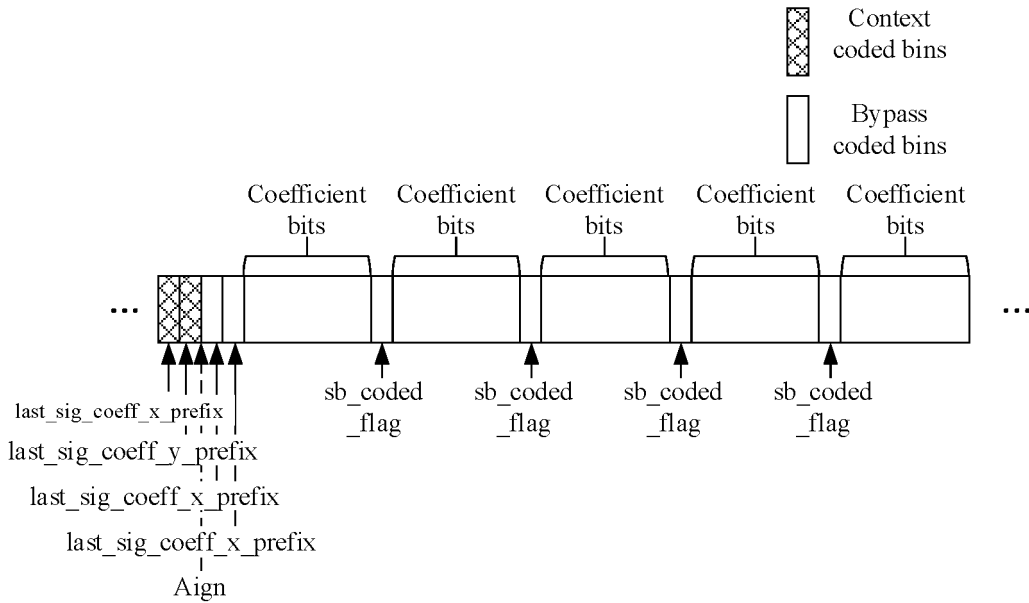 Context
coded bins
Bypass
coded bins
Coefficient
bits
Coefficient
bits
Coefficient
bits
Coefficient
bits
Coefficient
bits
...
...
last_sig_coeff_x_prefix
last_sig_coeff_y_prefix
last_sig_coeff_x_prefix
last_sig_coeff_x_prefix
Aign
sb_coded
_flag
sb_coded
_flag
sb_coded
_flag
sb_coded
_flag